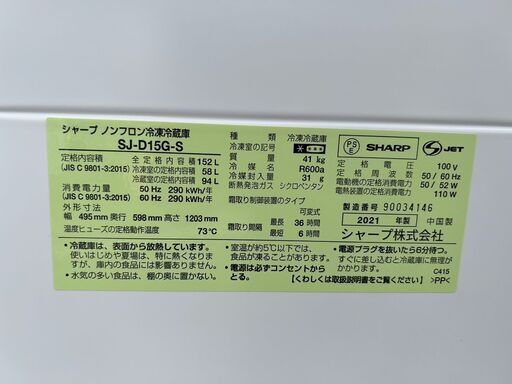 シャープ ノンフロン冷凍冷蔵庫
SJ-D15G-S
定格内容積
(JIS C 9801-3:2015)
全定格内容積 152 L
冷凍室の定格内容積 58 L
冷蔵室の定格内容積 94 L
消費電力量
(JIS C 9801-3:2015)
50 Hz 290 kWh/年
60 Hz 290 kWh/年
外形寸法
幅 495 mm 奥行 598 mm 高さ 1203 mm
温度ヒューズの定格動作温度 73℃
種類 冷凍冷蔵庫
冷凍室の記号
質量 41 kg
冷媒名 R600a
冷媒封入量 31 g
断熱発泡ガス シクロペンタン
霜取り制御装置のタイプ
可変式
霜取り間隔 最長 36 時間
最短 6 時間
PS
E
SHARP
JET
定格電圧 100 V
定格周波数 50 / 60 Hz
電動機の定格消費電力 50 / 52 W
電熱装置の定格消費電力 110 W
製造番号 90034146
2021 年製 中国製
シャープ株式会社
・冷蔵庫は、表面から放熱しています。
使いはじめや夏場は、特に熱くなりますが、庫内の食品には影響ありません。
・水気の多い食品は、棚の奥に置かない。
・室温が約5℃以下では、食品が凍ることがあります。
・電源は必ずコンセントからとる。
・電源プラグを抜いたら8分待つ。
すぐに差し込むと冷蔵庫に無理がかかります。
C415
【くわしくは取扱説明書をご覧ください】 >PP<